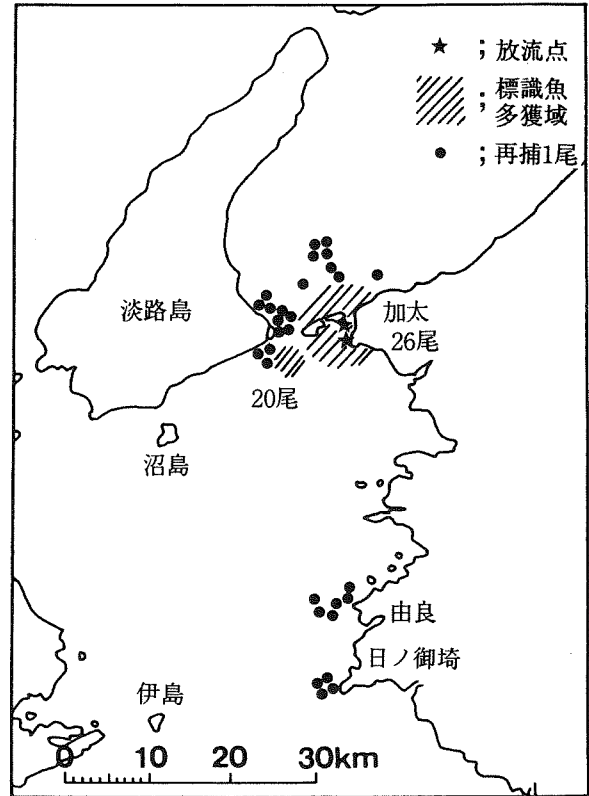 ★ ; 放流点
; 標識魚
多獲域
● ; 再捕1尾
淡路島
加太
26尾
20尾
沼島
由良
日ノ御埼
伊島
0 10 20 30km